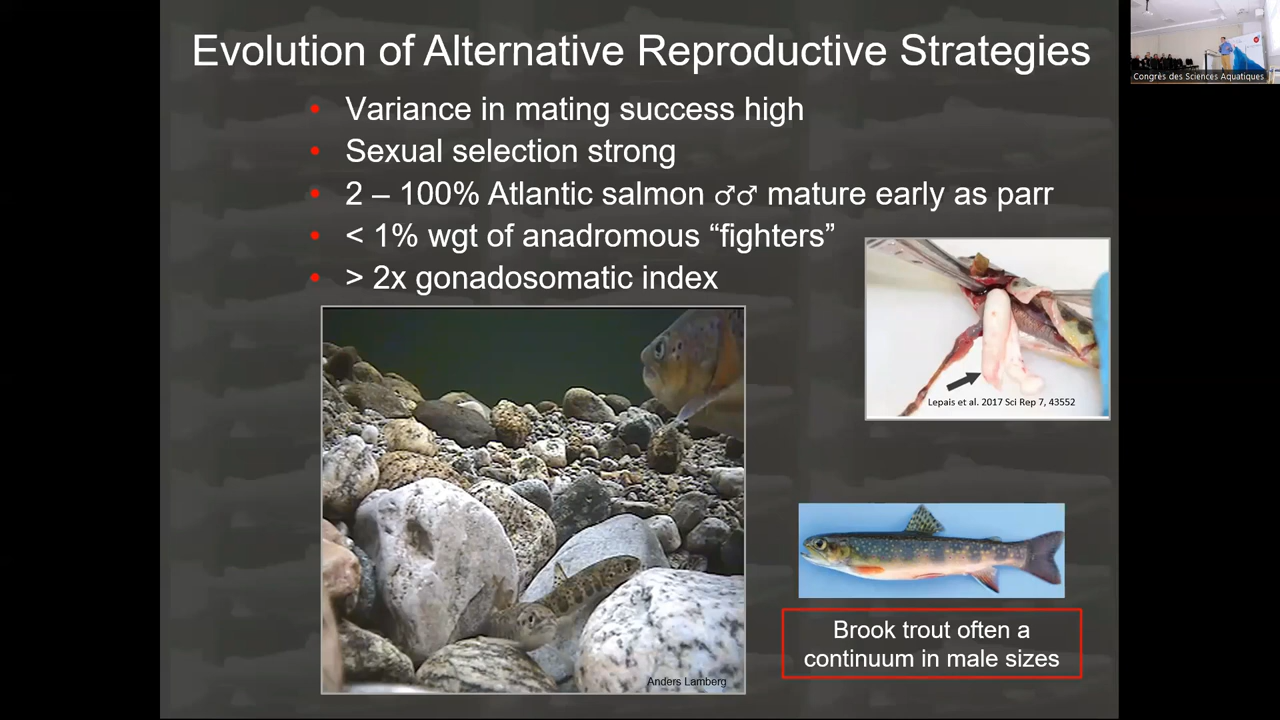 Evolution of Alternative Reproductive Strategies
• Variance in mating success high
• Sexual selection strong
• 2 – 100% Atlantic salmon ♂♂ mature early as parr
• < 1% wgt of anadromous “fighters”
• > 2x gonadosomatic index
Lepais et al. 2017 Sci Rep 7, 43552
Brook trout often a
continuum in male sizes
Anders Lamberg
Congrès des Sciences Aquatiques